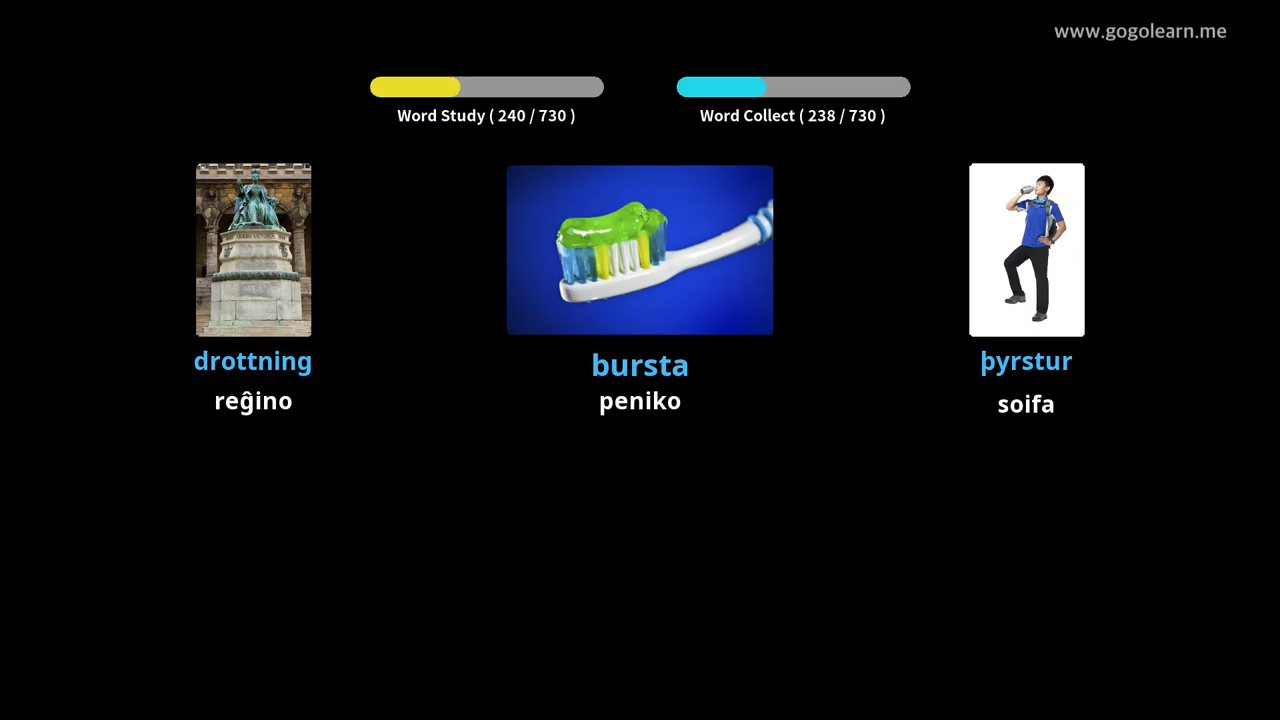 www.gogolearn.me
Word Study ( 240 / 730 )
Word Collect ( 238 / 730 )
drottning
reĝino
bursta
peniko
þyrstur
soifa